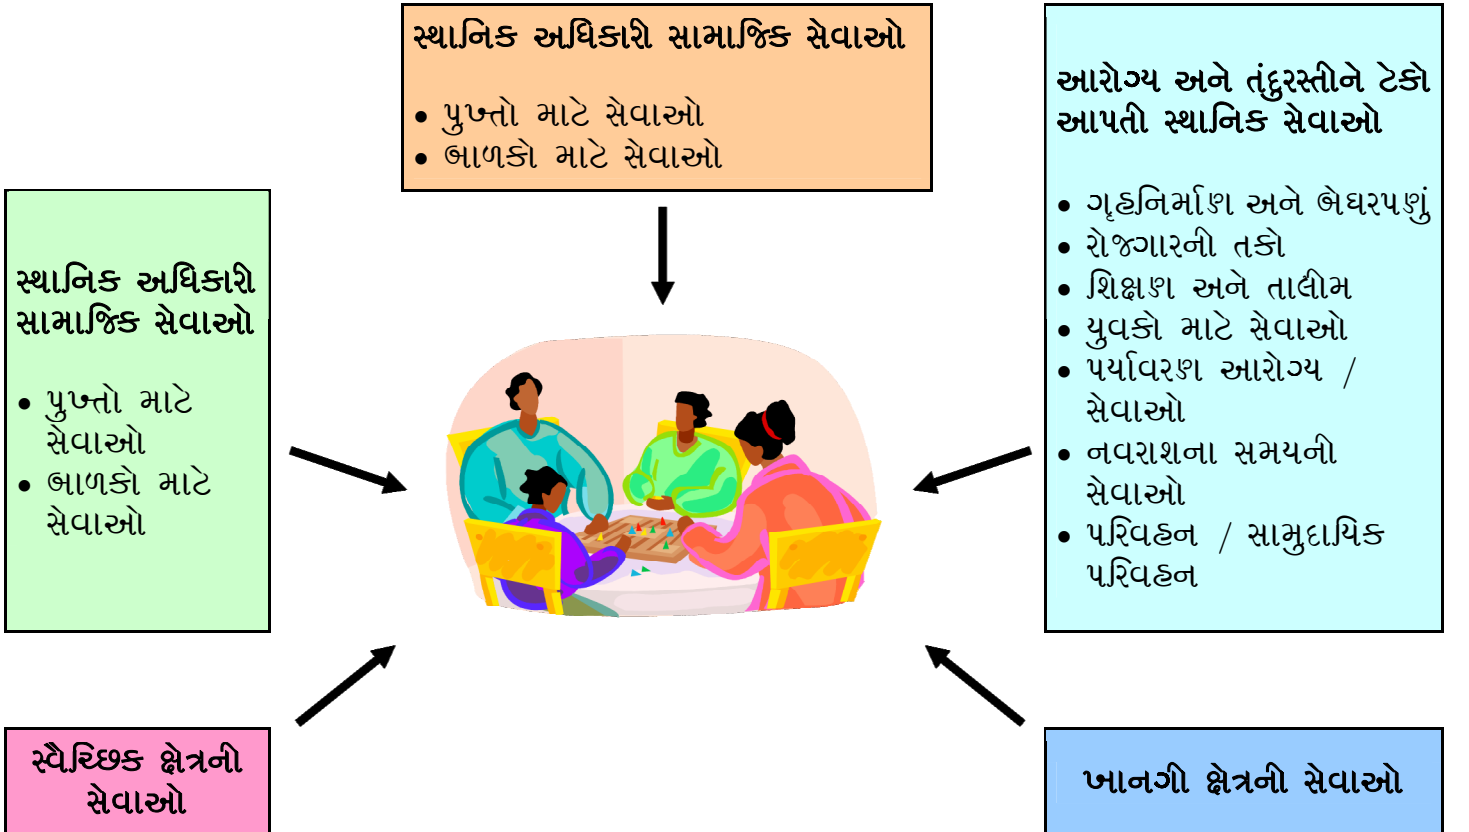 સ્થાનિક અધિકારી સામાજિક સેવાઓ
• પુખ્તો માટે સેવાઓ
• બાળકો માટે સેવાઓ
સ્થાનિક અધિકારી
સામાજિક સેવાઓ
• પુખ્તો માટે
સેવાઓ
• બાળકો માટે
સેવાઓ
આરોગ્ય અને તંદુરસ્તીને ટેકો
આપતી સ્થાનિક સેવાઓ
• ગૃહનિર્માણ અને બેઘરપણું
• રોજગારની તકો
• શિક્ષણ અને તાલીમ
• યુવકો માટે સેવાઓ
• પર્યાવરણ આરોગ્ય /
સેવાઓ
• નવરાશના સમયની
સેવાઓ
• પરિવહન / સામુદાયિક
પરિવહન
સ્વૈચ્છિક ક્ષેત્રની
સેવાઓ
ખાનગી ક્ષેત્રની સેવાઓ